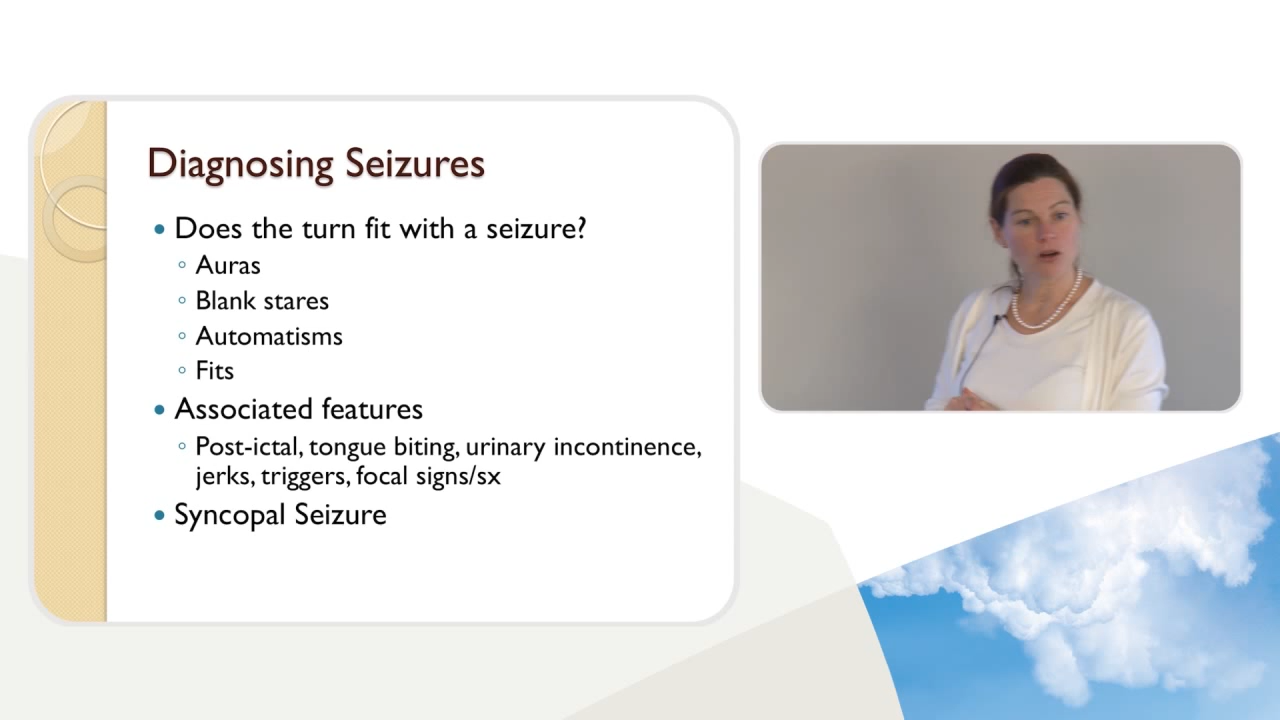 Diagnosing Seizures
• Does the turn fit with a seizure?
◦ Auras
◦ Blank stares
◦ Automatisms
◦ Fits
• Associated features
◦ Post-ictal, tongue biting, urinary incontinence,
jerks, triggers, focal signs/sx
• Syncopal Seizure